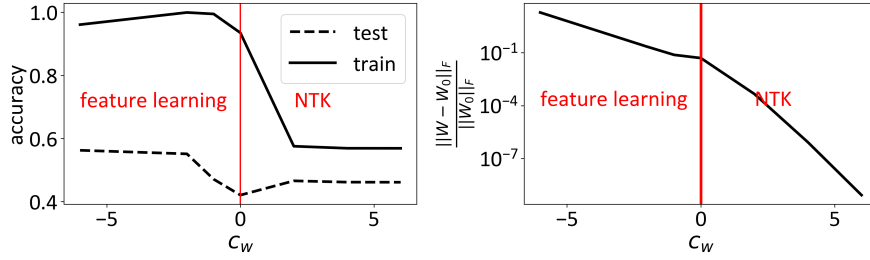 1.0
0.8
0.6
0.4
accuracy
feature learning
NTK
test
train
−5
0
5
c_w
10^{-1}
10^{-4}
10^{-7}
||W − W_0||_F
||W_0||_F
feature learning
NTK
−5
0
5
c_w